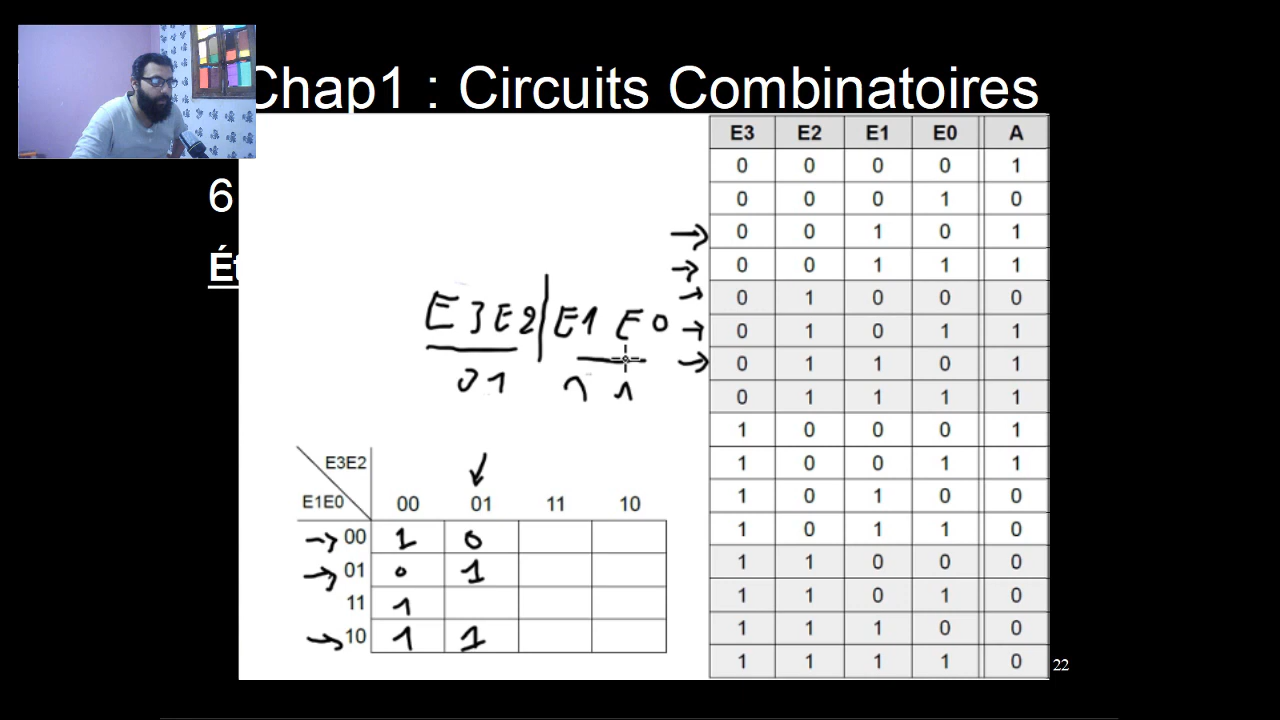 Chap1 : Circuits Combinatoires
6
Ét
E3 E2 E1 E0 A
0 0 0 0 1
0 0 0 1 0
0 0 1 0 1
0 0 1 1 1
0 1 0 0 0
0 1 0 1 1
0 1 1 0 1
0 1 1 1 1
1 0 0 0 1
1 0 0 1 1
1 0 1 0 0
1 0 1 1 0
1 1 0 0 0
1 1 0 1 0
1 1 1 0 0
1 1 1 1 0
E3E2 | E1 E0
01 1 1
E3E2
E1E0 00 01 11 10
00 1 0
01 0 1
11 1
10 1 1
22